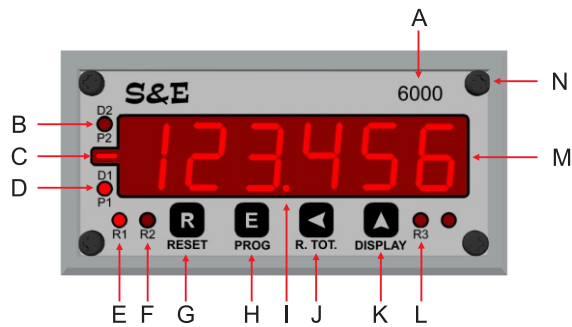 A
S&E
6000
N
B
D2
P2
C
-123.456
M
D
D1
P1
R1
R2
R
E
R3
RESET
PROG
R. TOT.
DISPLAY
E
F
G
H
I
J
K
L